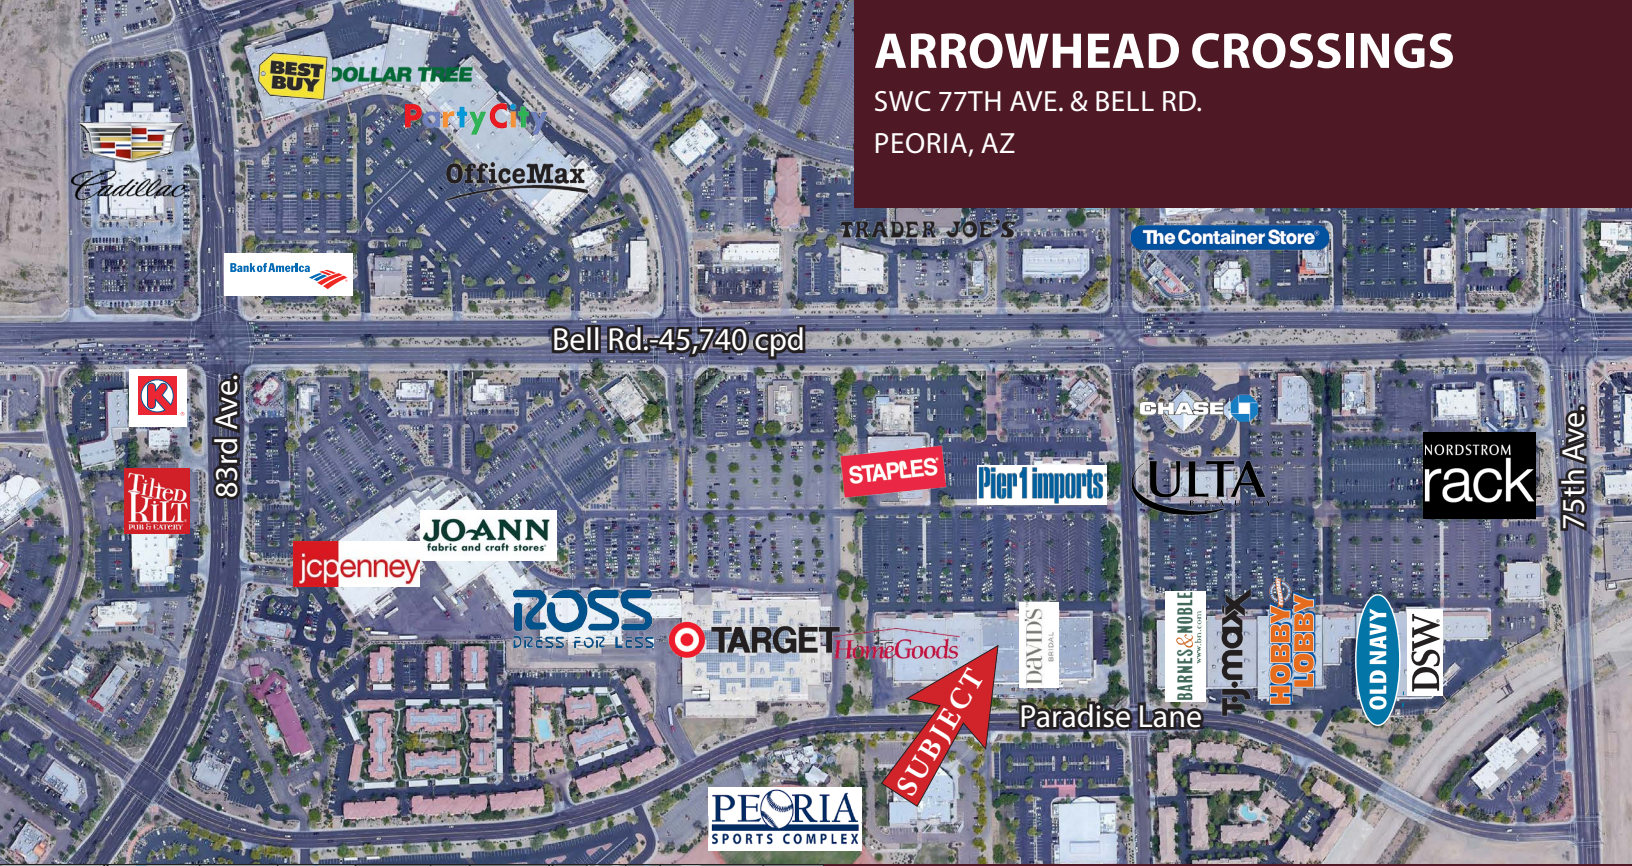 ARROWHEAD CROSSINGS
SWC 77TH AVE. & BELL RD.
PEORIA, AZ
BEST
BUY
DOLLAR TREE
Party City
OfficeMax
Cadillac
TRADER JOE'S
The Container Store®
Bank of America
Bell Rd.-45,740 cpd
K
83rd Ave.
CHASE
STAPLES
Pier 1 imports
ULTA
NORDSTROM
rack
75th Ave.
TILTED
KILT
PUB & EATERY
JO-ANN
fabric and craft stores®
jcpenney
ROSS
DRESS FOR LESS
TARGET
HomeGoods
DAVID'S
BRIDAL
BARNES&NOBLE
www.bn.com
T.J.maxx
HOBBY
LOBBY
OLD NAVY
DSW
SUBJECT
Paradise Lane
PEORIA
SPORTS COMPLEX